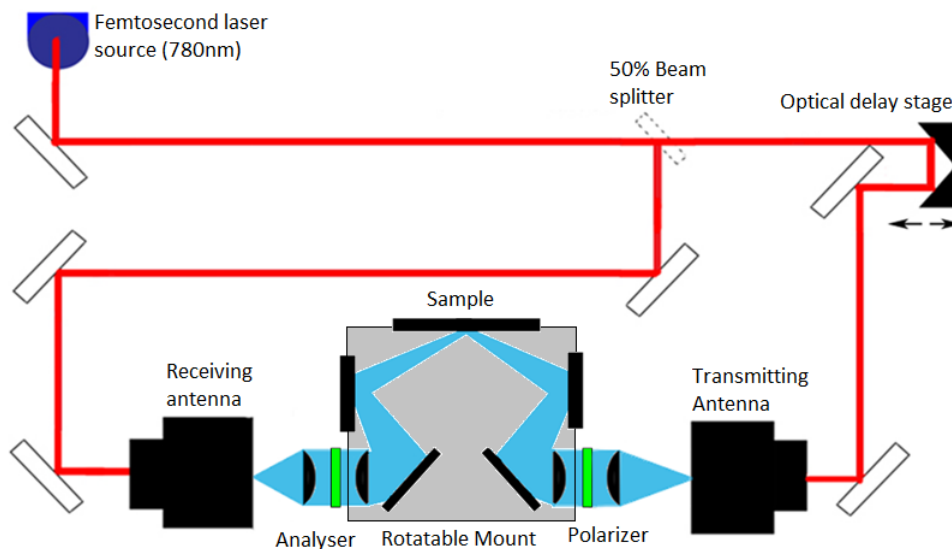 Femtosecond laser
source (780nm)
50% Beam
splitter
Optical delay stage
Sample
Receiving
antenna
Transmitting
Antenna
Analyser
Rotatable Mount
Polarizer